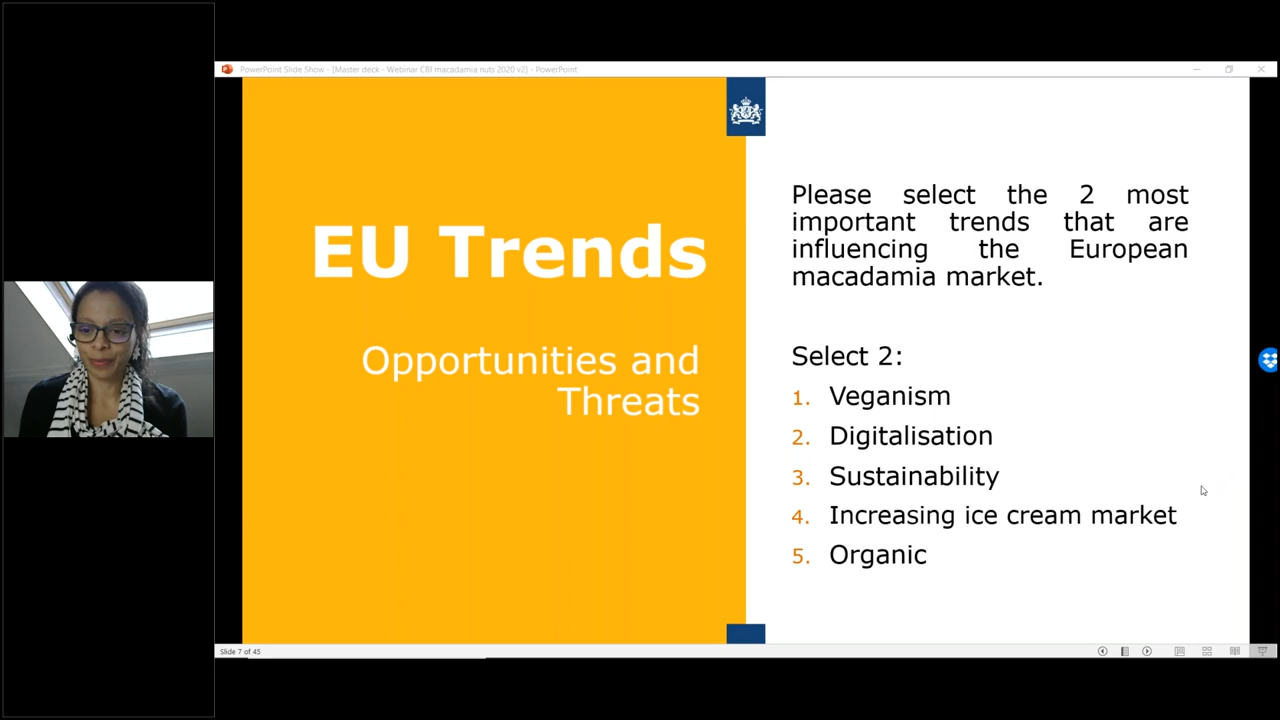 PowerPoint Slide Show - [Master deck - Webinar CBI macadamia nuts 2020 v2] - PowerPoint
EU Trends
Opportunities and
Threats
Please select the 2 most
important trends that are
influencing the European
macadamia market.
Select 2:
1. Veganism
2. Digitalisation
3. Sustainability
4. Increasing ice cream market
5. Organic
Slide 7 of 45